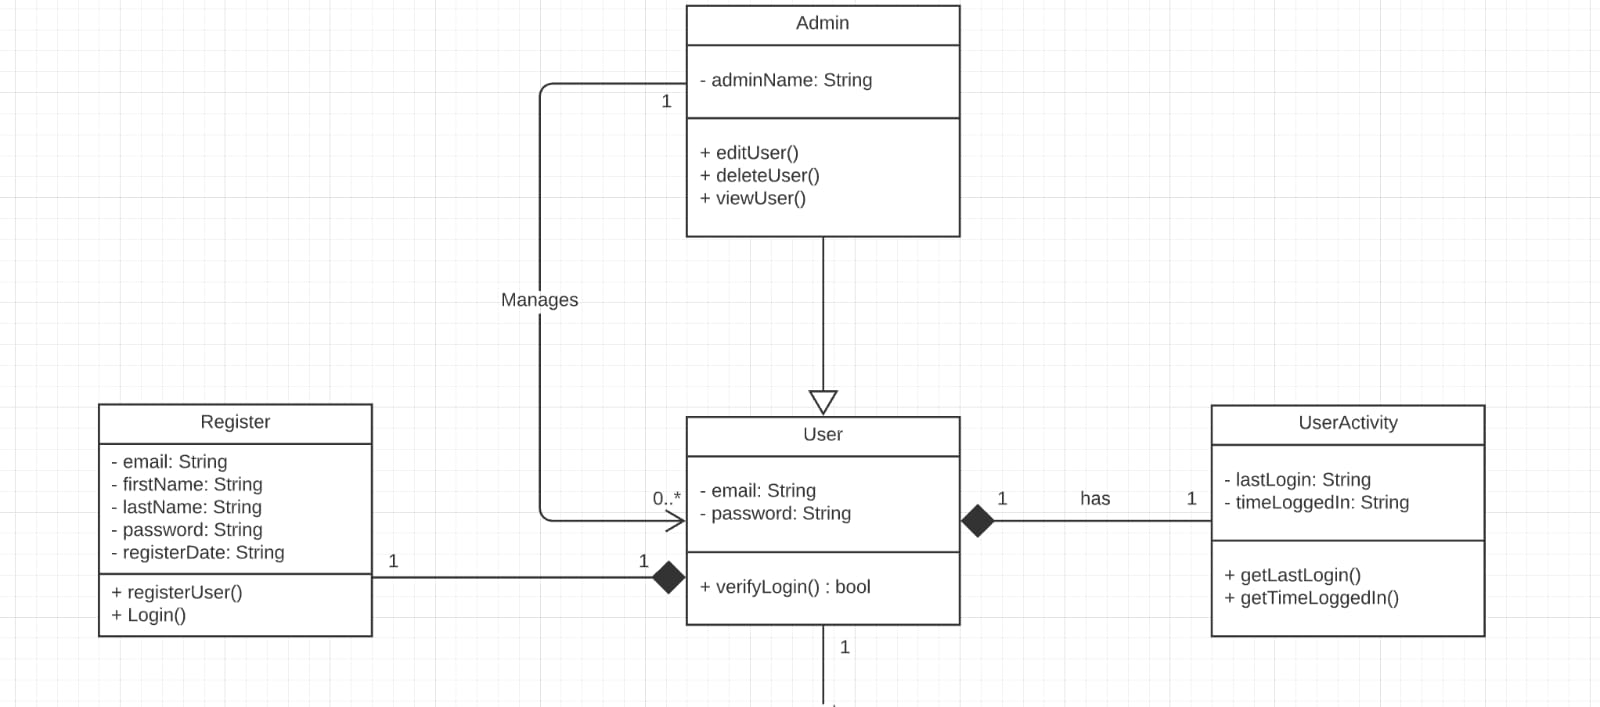 Admin
- adminName: String
1
+ editUser()
+ deleteUser()
+ viewUser()
Manages
Register
- email: String
- firstName: String
- lastName: String
- password: String
- registerDate: String
+ registerUser()
+ Login()
1
1
0..*
User
- email: String
- password: String
+ verifyLogin() : bool
1
1
has
1
UserActivity
- lastLogin: String
- timeLoggedIn: String
+ getLastLogin()
+ getTimeLoggedIn()